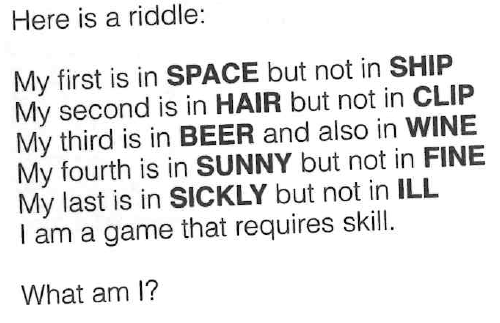 Here is a riddle:
My first is in SPACE but not in SHIP
My second is in HAIR but not in CLIP
My third is in BEER and also in WINE
My fourth is in SUNNY but not in FINE
My last is in SICKLY but not in ILL
I am a game that requires skill.
What am I?